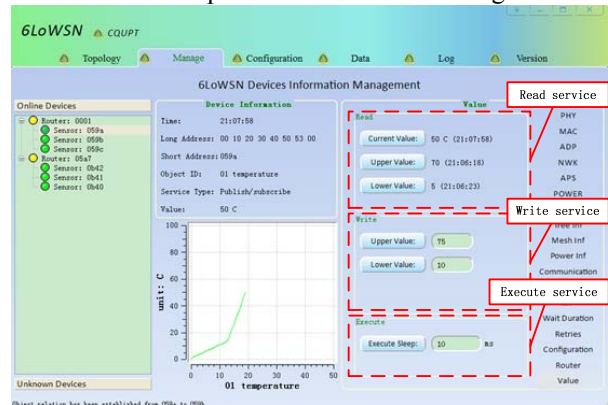 6LoWSN CQUPT
Topology Manage Configuration Data Log Version
6LoWSN Devices Information Management
Online Devices
Router: 0001
Sensor: 059a
Sensor: 059b
Sensor: 059c
Router: 05a7
Sensor: 0b42
Sensor: 0b41
Sensor: 0b40
Unknown Devices
Device Information
Time: 21:07:58
Long Address: 00 10 20 30 40 50 53 00
Short Address: 059a
Object ID: 01 temperature
Service Type: Publish/subscribe
Value: 50 C
100
80
60
40
20
0
unit: C
0 10 20 30 40 50
01 temperature
Value
Read
Current Value: 50 C (21:07:58)
Upper Value: 70 (21:06:18)
Lower Value: 5 (21:06:23)
Write
Upper Value: 75
Lower Value: 10
Execute
Execute Sleep: 10 ms
Read service
Write service
Execute service
PHY
MAC
ADP
NWK
APS
POWER
Mesh Inf
Power Inf
Communication
Wait Duration
Retries
Configuration
Router
Value